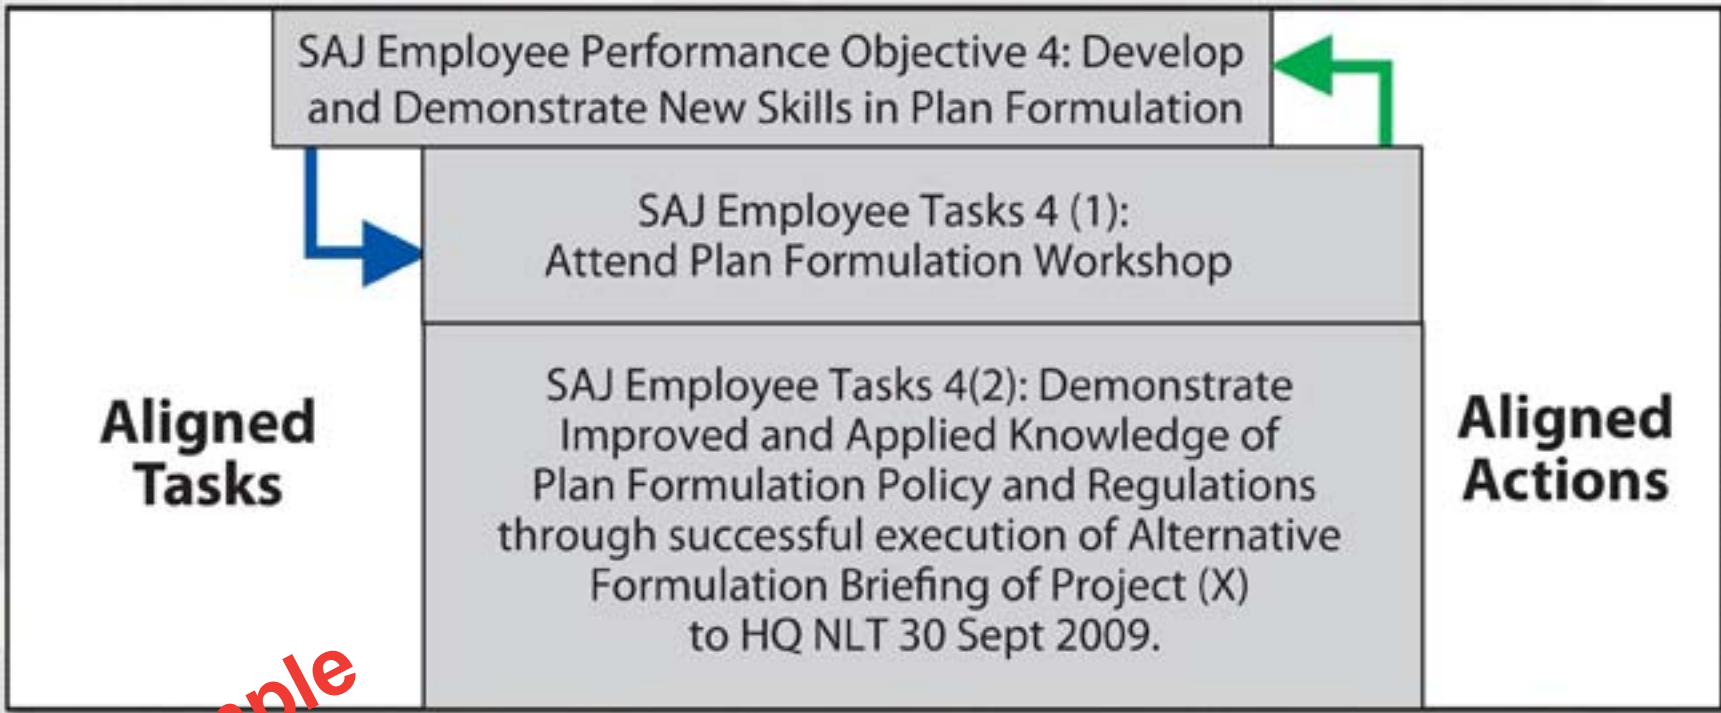 SAJ Employee Performance Objective 4: Develop
and Demonstrate New Skills in Plan Formulation
SAJ Employee Tasks 4 (1):
Attend Plan Formulation Workshop
SAJ Employee Tasks 4(2): Demonstrate
Improved and Applied Knowledge of
Plan Formulation Policy and Regulations
through successful execution of Alternative
Formulation Briefing of Project (X)
to HQ NLT 30 Sept 2009.
Aligned
Tasks
Aligned
Actions